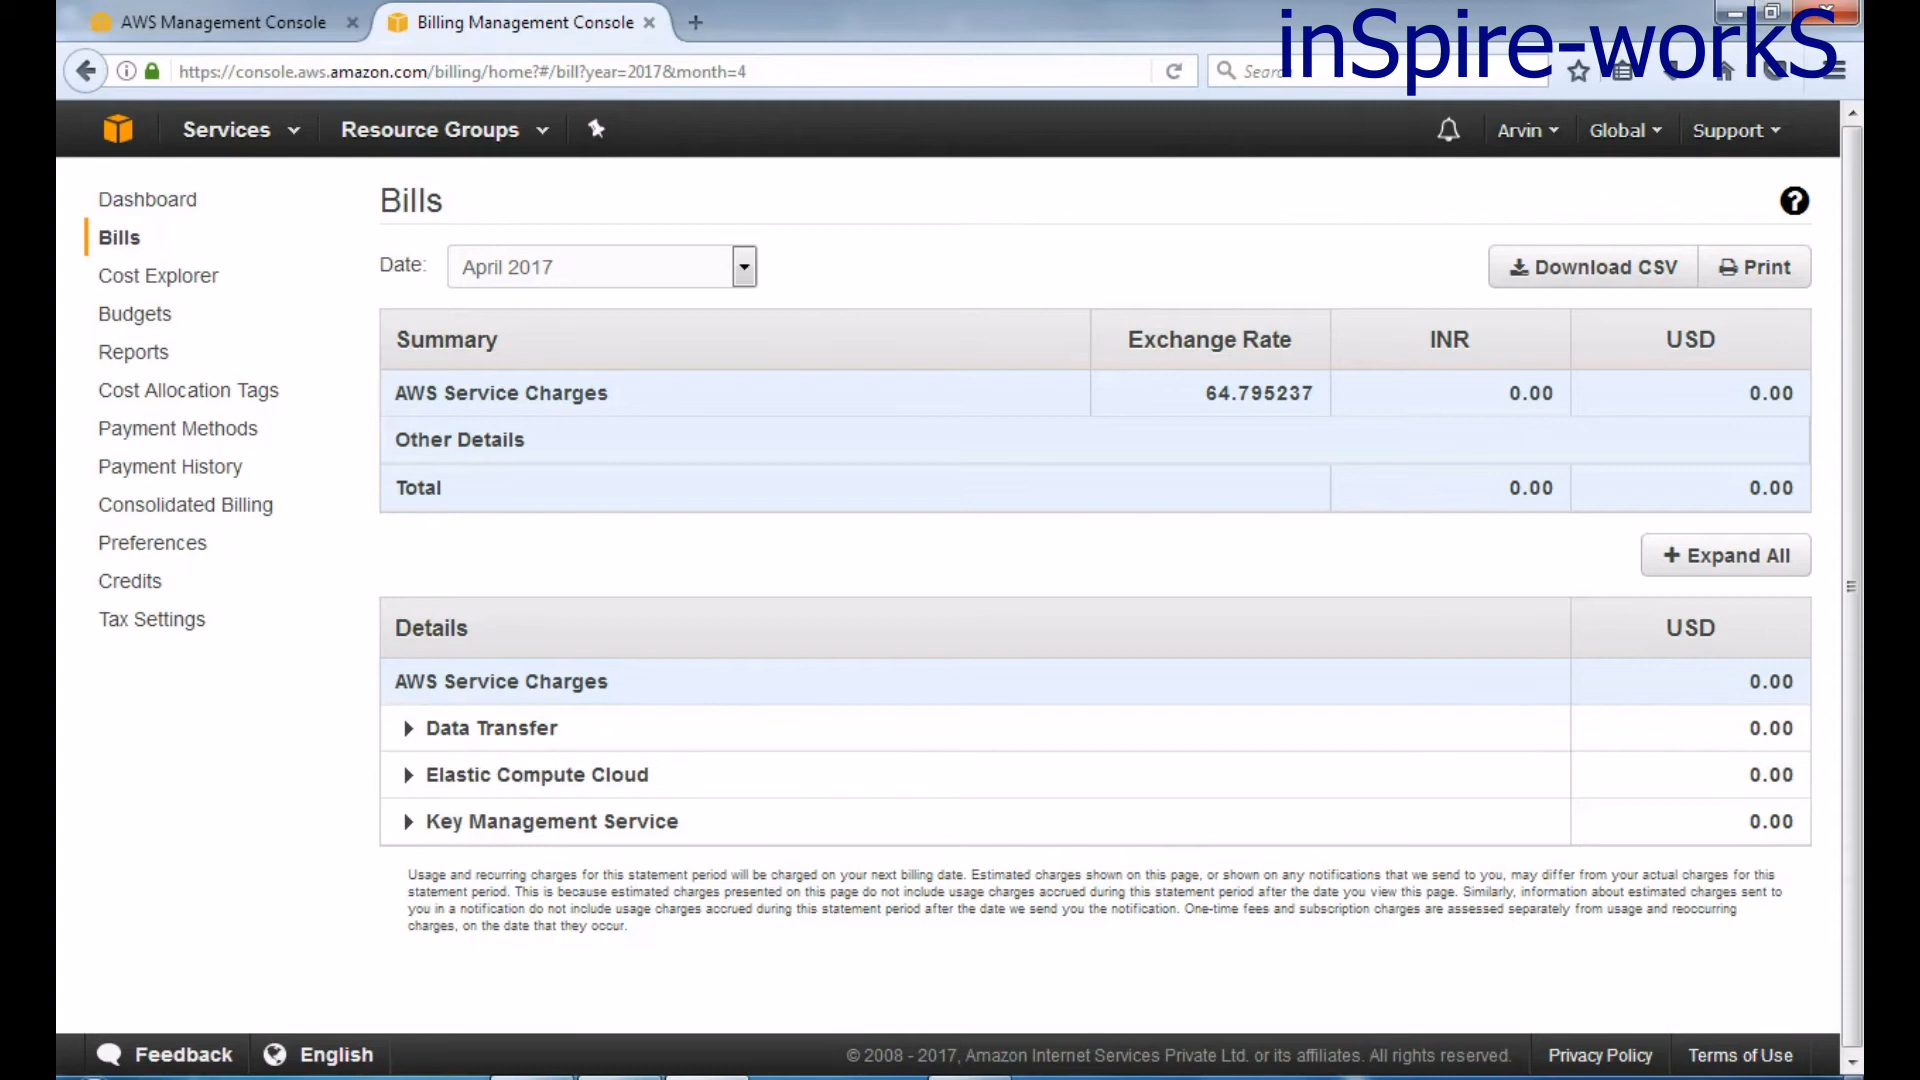 AWS Management Console
Billing Management Console
inSpire-workS
https://console.aws.amazon.com/billing/home?#/bill?year=2017&month=4
Services
Resource Groups
Arvin
Global
Support
Dashboard
Bills
Cost Explorer
Budgets
Reports
Cost Allocation Tags
Payment Methods
Payment History
Consolidated Billing
Preferences
Credits
Tax Settings
Bills
Date: April 2017
Download CSV Print
Summary Exchange Rate INR USD
AWS Service Charges 64.795237 0.00 0.00
Other Details
Total 0.00 0.00
Expand All
Details USD
AWS Service Charges 0.00
Data Transfer 0.00
Elastic Compute Cloud 0.00
Key Management Service 0.00
Usage and recurring charges for this statement period will be charged on your next billing date. Estimated charges shown on this page, or shown on any notifications that we send to you, may differ from your actual charges for this
statement period. This is because estimated charges presented on this page do not include usage charges accrued during this statement period after the date you view this page. Similarly, information about estimated charges sent to
you in a notification do not include usage charges accrued during this statement period after the date we send you the notification. One-time fees and subscription charges are assessed separately from usage and reoccurring
charges, on the date that they occur.
Feedback English © 2008 - 2017, Amazon Internet Services Private Ltd. or its affiliates. All rights reserved. Privacy Policy Terms of Use